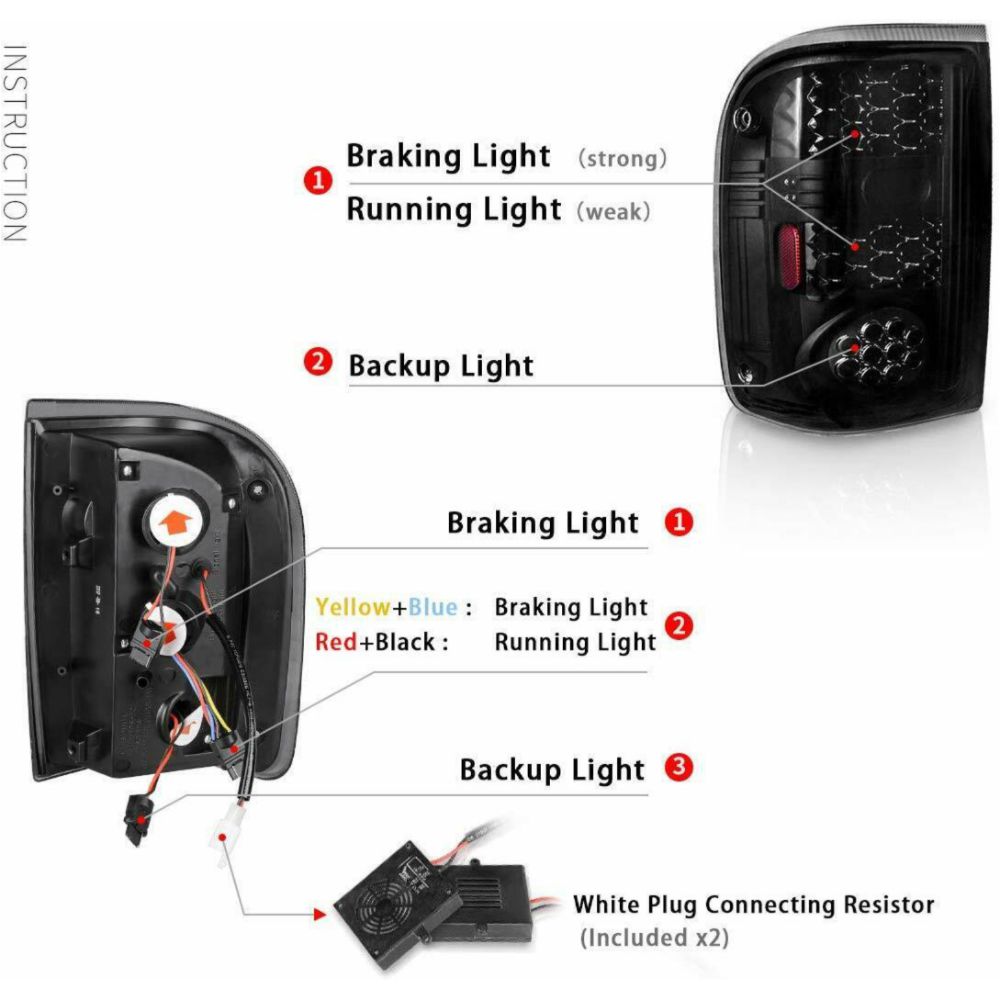 INSTRUCTION
1 Braking Light (strong)
Running Light (weak)
2 Backup Light
Braking Light 1
Yellow+Blue : Braking Light 2
Red+Black : Running Light
Backup Light 3
White Plug Connecting Resistor
(Included x2)